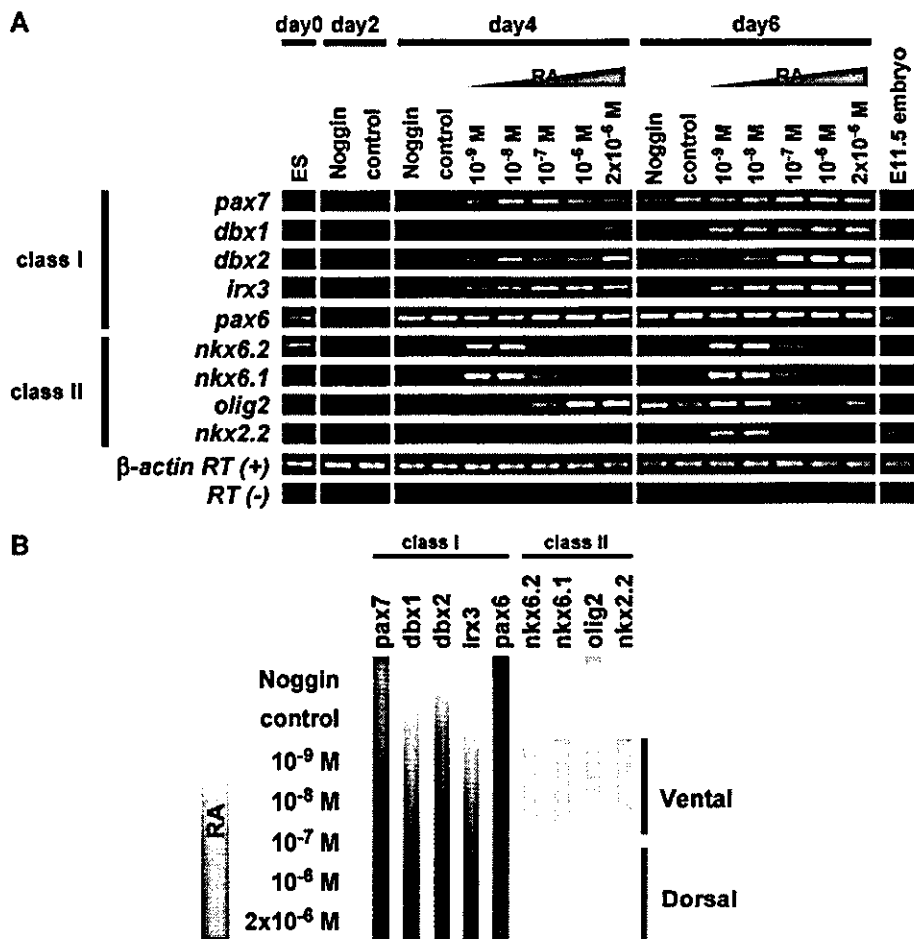 A
day0 day2 day4 day6
RA RA
ES Noggin control Noggin control 10⁻⁹ M 10⁻⁸ M 10⁻⁷ M 10⁻⁶ M 2x10⁻⁶ M Noggin control 10⁻⁹ M 10⁻⁸ M 10⁻⁷ M 10⁻⁶ M 2x10⁻⁶ M E11.5 embryo
class I
pax7
dbx1
dbx2
irx3
pax6
class II
nkx6.2
nkx6.1
olig2
nkx2.2
β-actin RT (+)
RT (-)
B
class I class II
pax7 dbx1 dbx2 irx3 pax6 nkx6.2 nkx6.1 olig2 nkx2.2
Noggin
control
10⁻⁹ M
10⁻⁸ M
10⁻⁷ M
10⁻⁶ M
2x10⁻⁶ M
RA
Vental
Dorsal